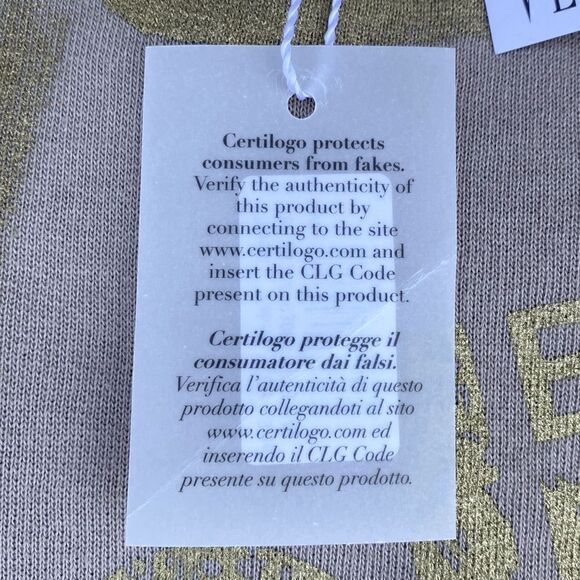 VE
Certilogo protects
consumers from fakes.
Verify the authenticity of
this product by
connecting to the site
www.certilogo.com and
insert the CLG Code
present on this product.
Certilogo protegge il
consumatore dai falsi.
Verifica l'autenticità di questo
prodotto collegandoti al sito
www.certilogo.com ed
inserendo il CLG Code
presente su questo prodotto.